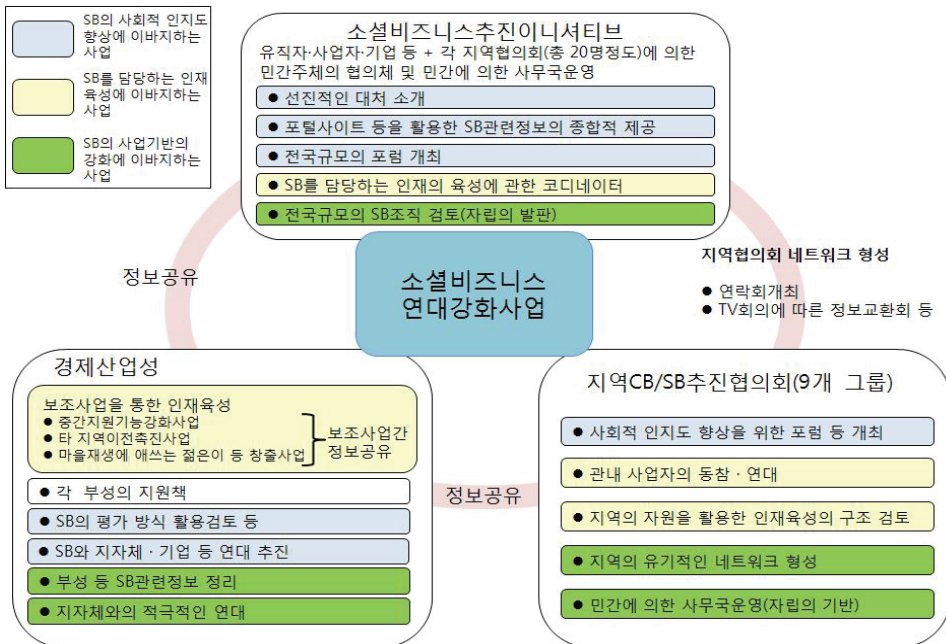 SB의 사회적 인지도
향상에 이바지하는
사업
SB를 담당하는 인재
육성에 이바지하는
사업
SB의 사업기반의
강화에 이바지하는
사업
소셜비즈니스추진이니셔티브
유직자·사업자·기업 등 + 각 지역협의회(총 20명정도)에 의한
민간주체의 협의체 및 민간에 의한 사무국운영
● 선진적인 대처 소개
● 포털사이트 등을 활용한 SB관련정보의 종합적 제공
● 전국규모의 포럼 개최
● SB를 담당하는 인재의 육성에 관한 코디네이터
● 전국규모의 SB조직 검토(자립의 발판)
정보공유
소셜비즈니스
연대강화사업
지역협의회 네트워크 형성
● 연락회개최
● TV회의에 따른 정보교환회 등
경제산업성
보조사업을 통한 인재육성
● 중간지원기능강화사업
● 타 지역이전촉진사업
● 마을재생에 애쓰는 젊은이 등 창출사업
보조사업간
정보공유
● 각 부성의 지원책
● SB의 평가 방식 활용검토 등
● SB와 지자체 · 기업 등 연대 추진
● 부성 등 SB관련정보 정리
● 지자체와의 적극적인 연대
정보공유
지역CB/SB추진협의회(9개 그룹)
● 사회적 인지도 향상을 위한 포럼 등 개최
● 관내 사업자의 동참 · 연대
● 지역의 자원을 활용한 인재육성의 구조 검토
● 지역의 유기적인 네트워크 형성
● 민간에 의한 사무국운영(자립의 기반)